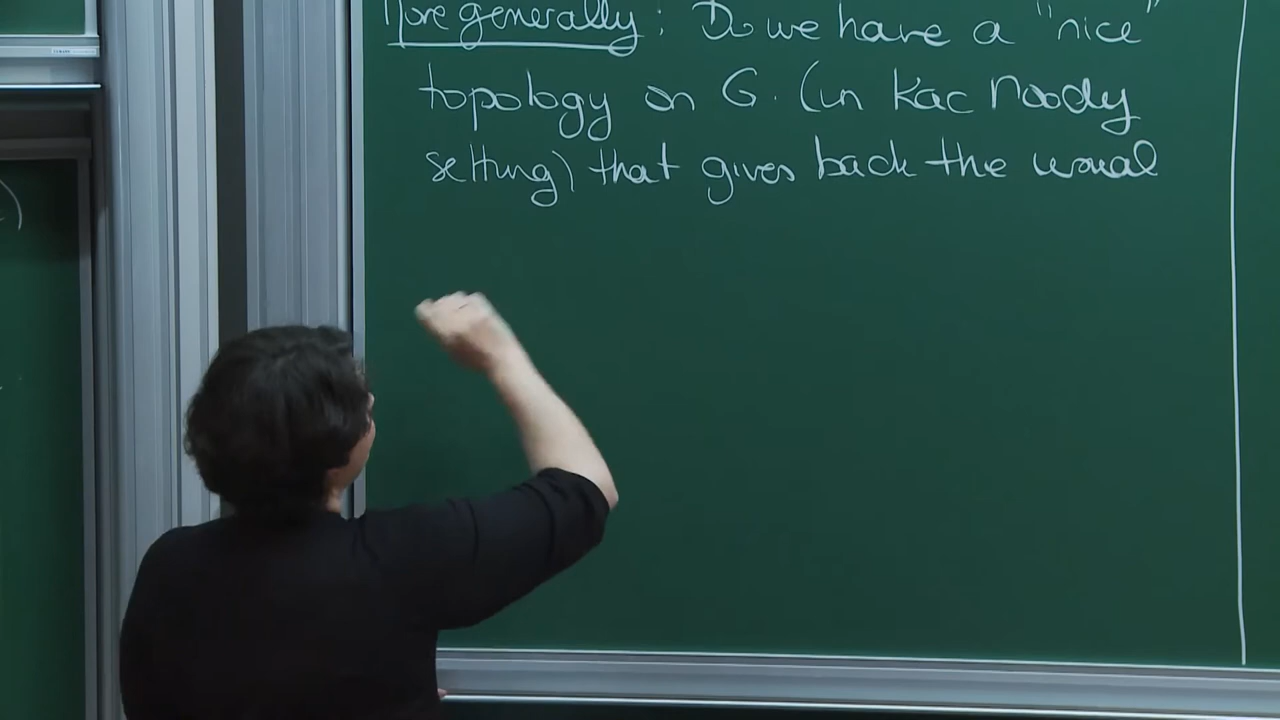 More generally : Do we have a "nice"
topology on G. (in Kac Moody
setting) that gives back the usual